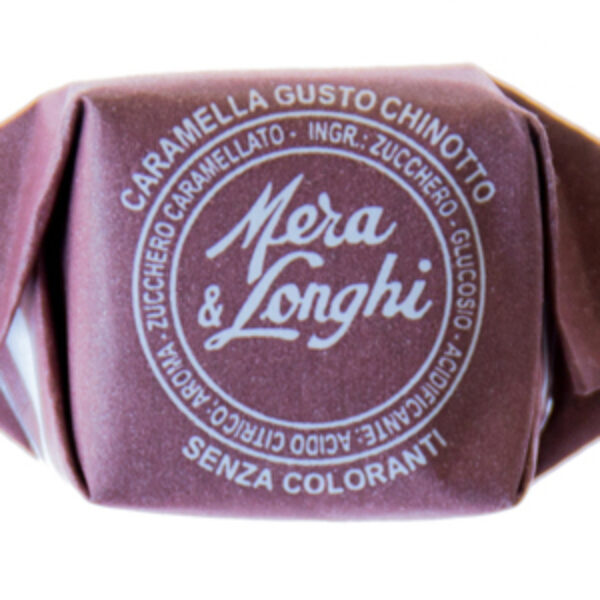 CARAMELLA GUSTO CHINOTTO
INGR.: ZUCCHERO - GLUCOSIO - ACIDIFICANTE: ACIDO CITRICO; AROMA - ZUCCHERO CARAMELLATO -
Mera
& Longhi
SENZA COLORANTI